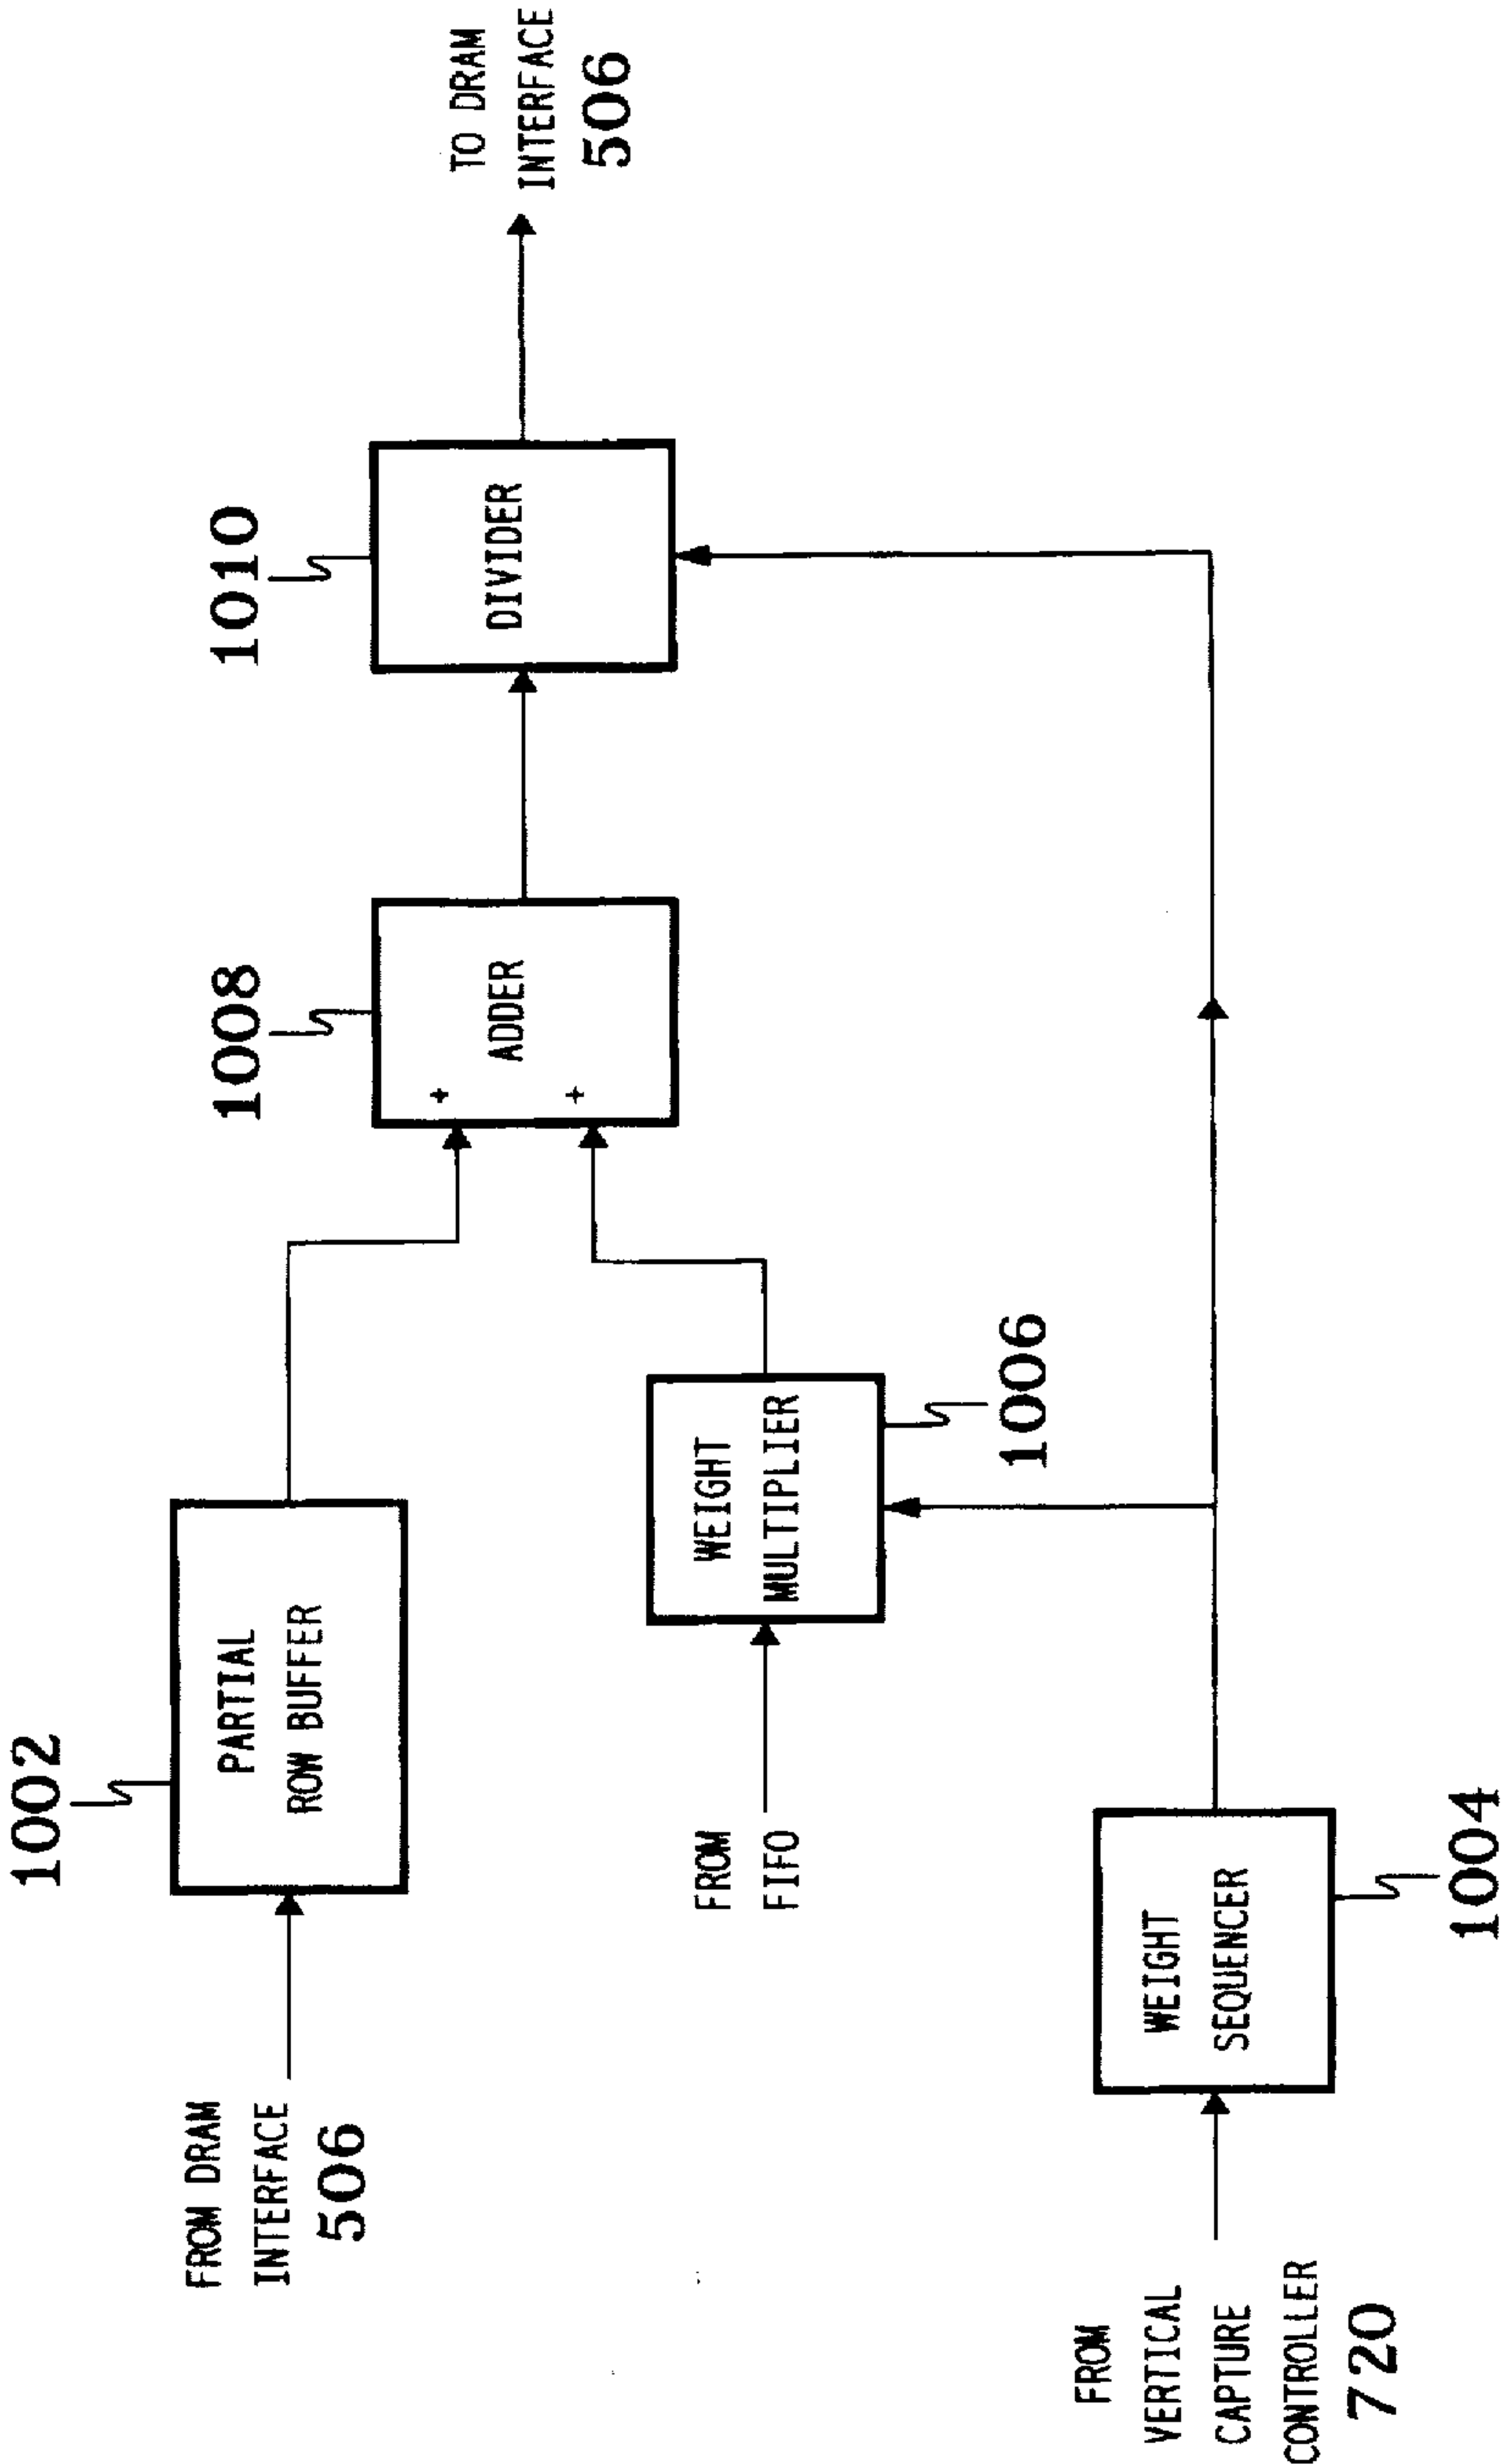 1002
PARTIAL
ROW BUFFER
FROM DRAM
INTERFACE
506
1008
ADDER
+
+
1010
DIVIDER
TO DRAM
INTERFACE
506
FROM
FIFO
WEIGHT
MULTIPLIER
1006
FROM
VERTICAL
CAPTURE
CONTROLLER
720
WEIGHT
SEQUENCER
1004